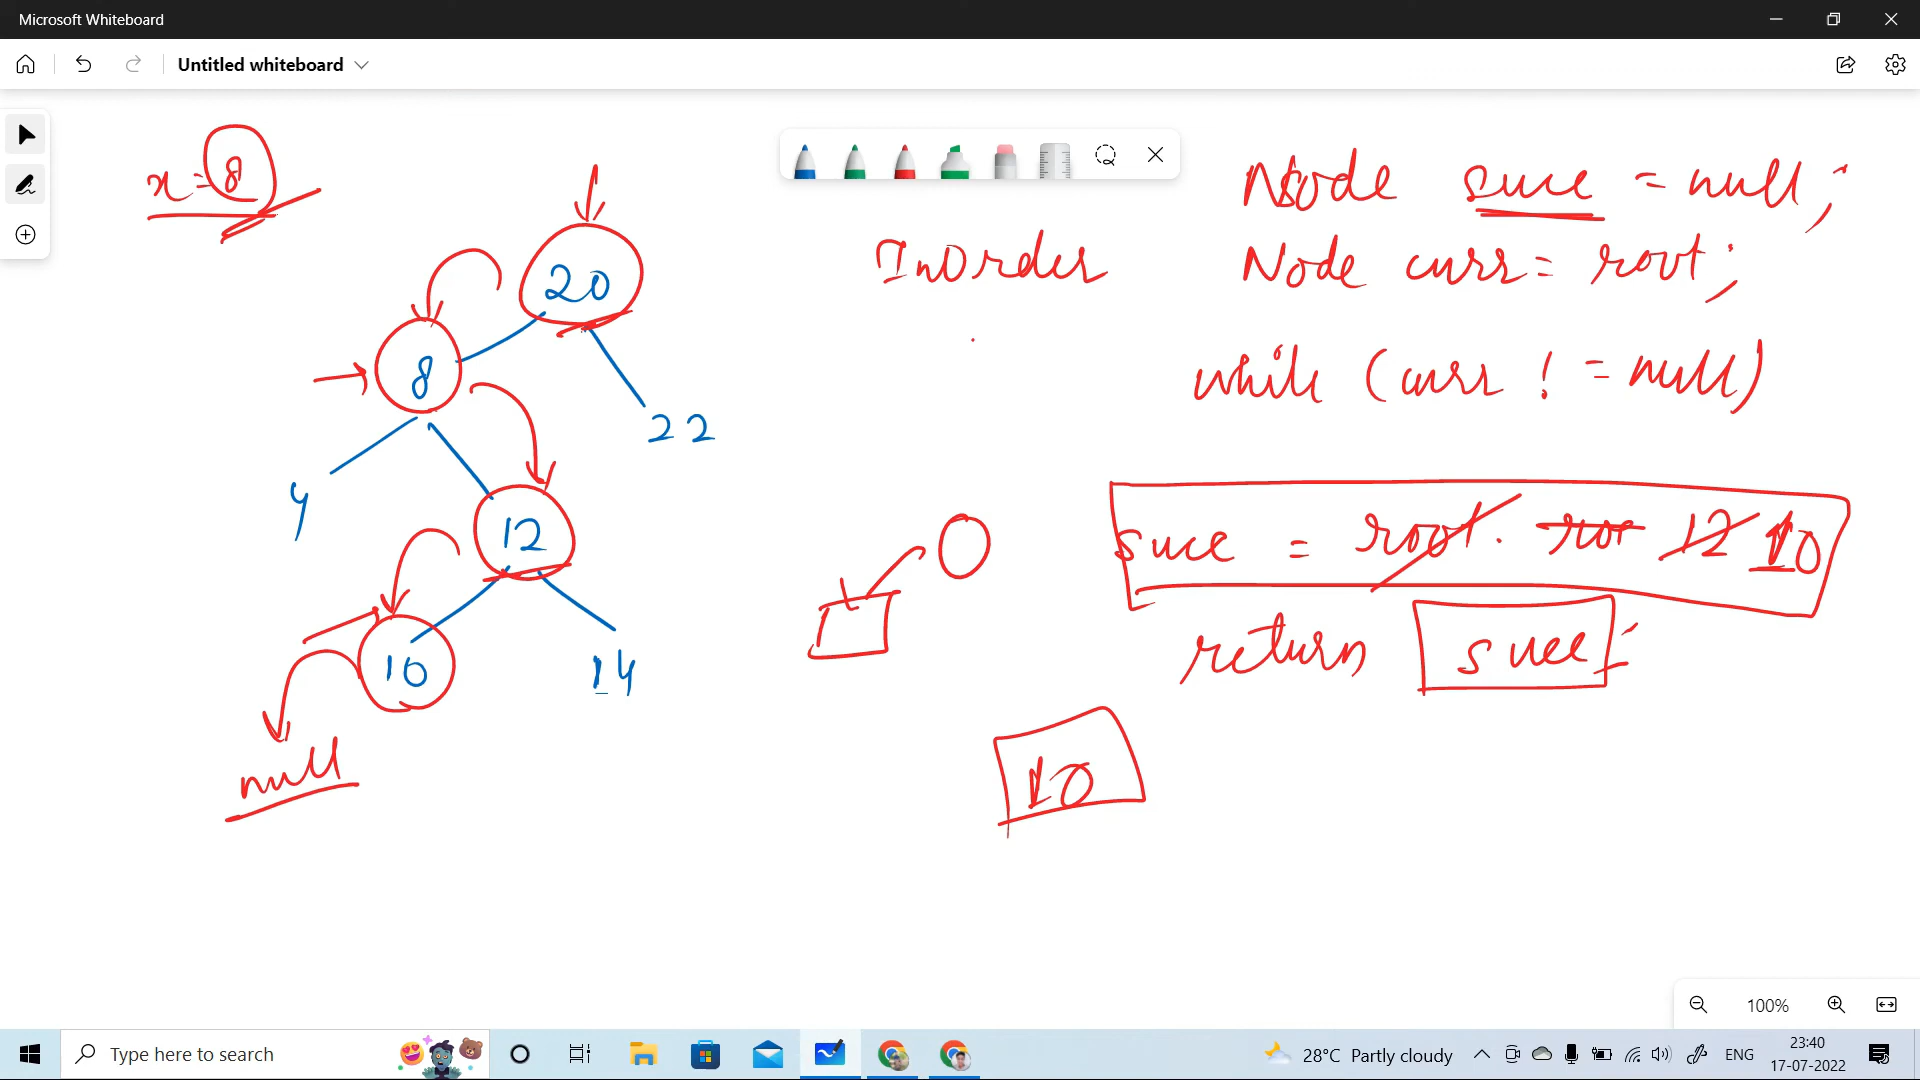 Microsoft Whiteboard
Untitled whiteboard
x = 8
20
8
22
4
12
10
14
null
InOrder
Node succ = null;
Node curr = root;
while (curr ! = null)
succ = root. roo 12 10
return succ;
10
100%
Type here to search
28°C Partly cloudy
ENG
23:40
17-07-2022